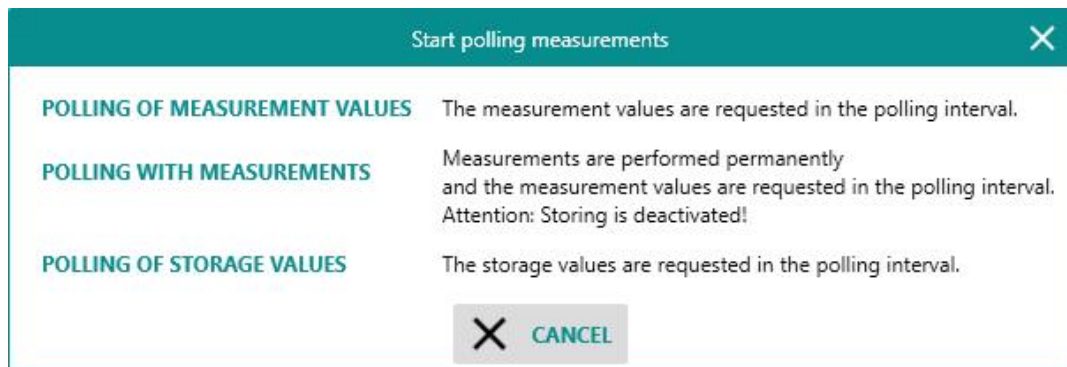 Start polling measurements
POLLING OF MEASUREMENT VALUES The measurement values are requested in the polling interval.
POLLING WITH MEASUREMENTS Measurements are performed permanently
and the measurement values are requested in the polling interval.
Attention: Storing is deactivated!
POLLING OF STORAGE VALUES The storage values are requested in the polling interval.
CANCEL